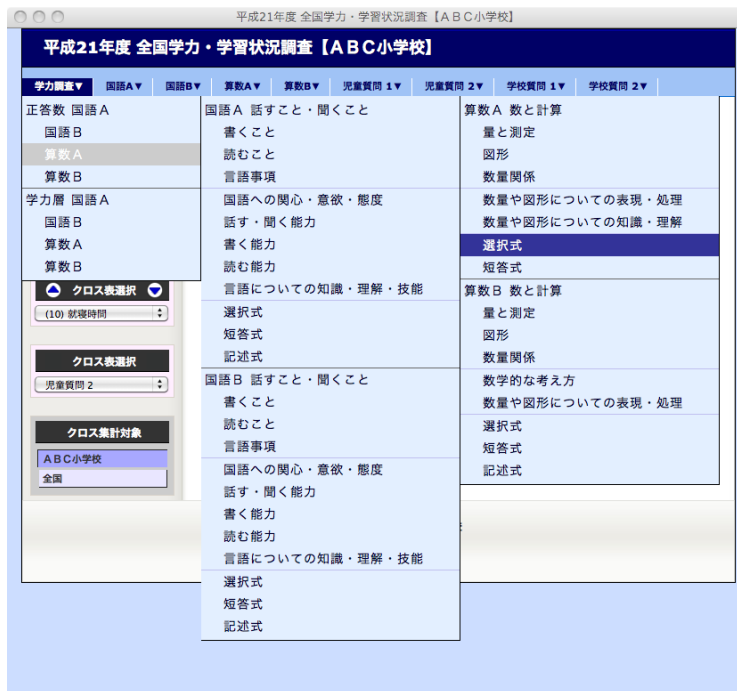 平成21年度 全国学力・学習状況調査【ＡＢＣ小学校】
平成21年度 全国学力・学習状況調査【ＡＢＣ小学校】
学力調査▼ 国語A▼ 国語B▼ 算数A▼ 算数B▼ 児童質問 1▼ 児童質問 2▼ 学校質問 1▼ 学校質問 2▼
正答数 国語Ａ
国語Ｂ
算数Ａ
算数Ｂ
学力層 国語Ａ
国語Ｂ
算数Ａ
算数Ｂ
クロス表選択
(10) 就寝時間
クロス表選択
児童質問 2
クロス集計対象
ＡＢＣ小学校
全国
国語Ａ 話すこと・聞くこと
書くこと
読むこと
言語事項
国語への関心・意欲・態度
話す・聞く能力
書く能力
読む能力
言語についての知識・理解・技能
選択式
短答式
記述式
国語Ｂ 話すこと・聞くこと
書くこと
読むこと
言語事項
国語への関心・意欲・態度
話す・聞く能力
書く能力
読む能力
言語についての知識・理解・技能
選択式
短答式
記述式
算数Ａ 数と計算
量と測定
図形
数量関係
数量や図形についての表現・処理
数量や図形についての知識・理解
選択式
短答式
算数Ｂ 数と計算
量と測定
図形
数量関係
数学的な考え方
数量や図形についての表現・処理
選択式
短答式
記述式